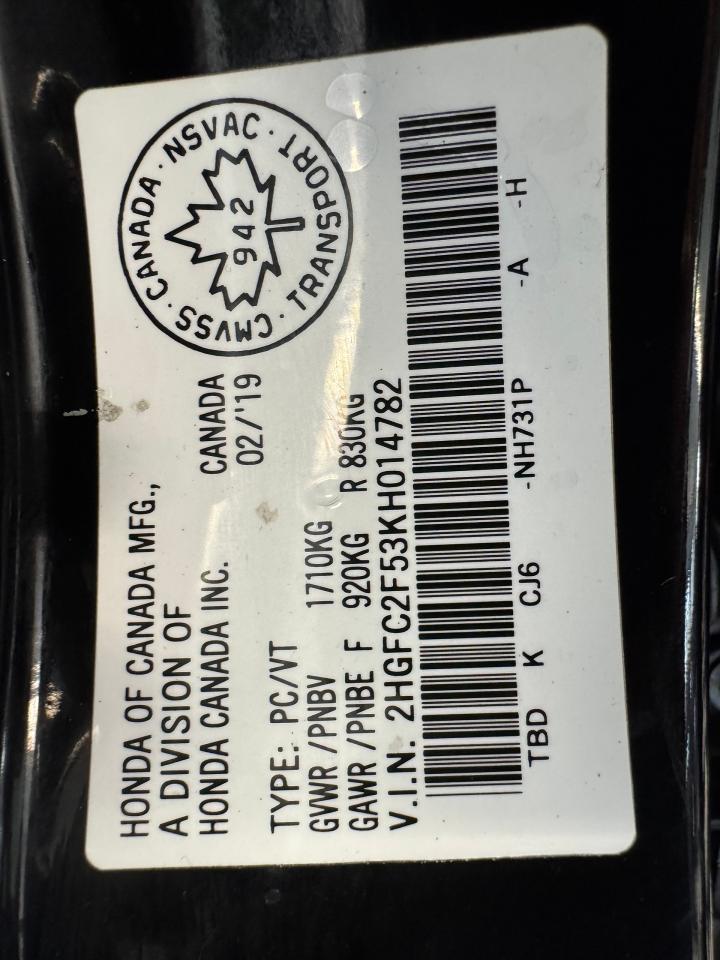 HONDA OF CANADA MFG.,
A DIVISION OF
HONDA CANADA INC.
CANADA
02/'19
CMVSS · CANADA · NSVAC · TRANSPORT ·
942
TYPE: PC/VT
GVWR /PNBV 1710KG
GAWR /PNBE F 920KG R 830KG
V.I.N. 2HGFC2F53KH014782
TBD K CJ6 -NH731P -A -H